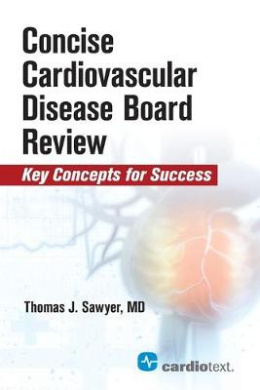 Concise
Cardiovascular
Disease Board
Review
Key Concepts for Success
Thomas J. Sawyer, MD
cardiotext.